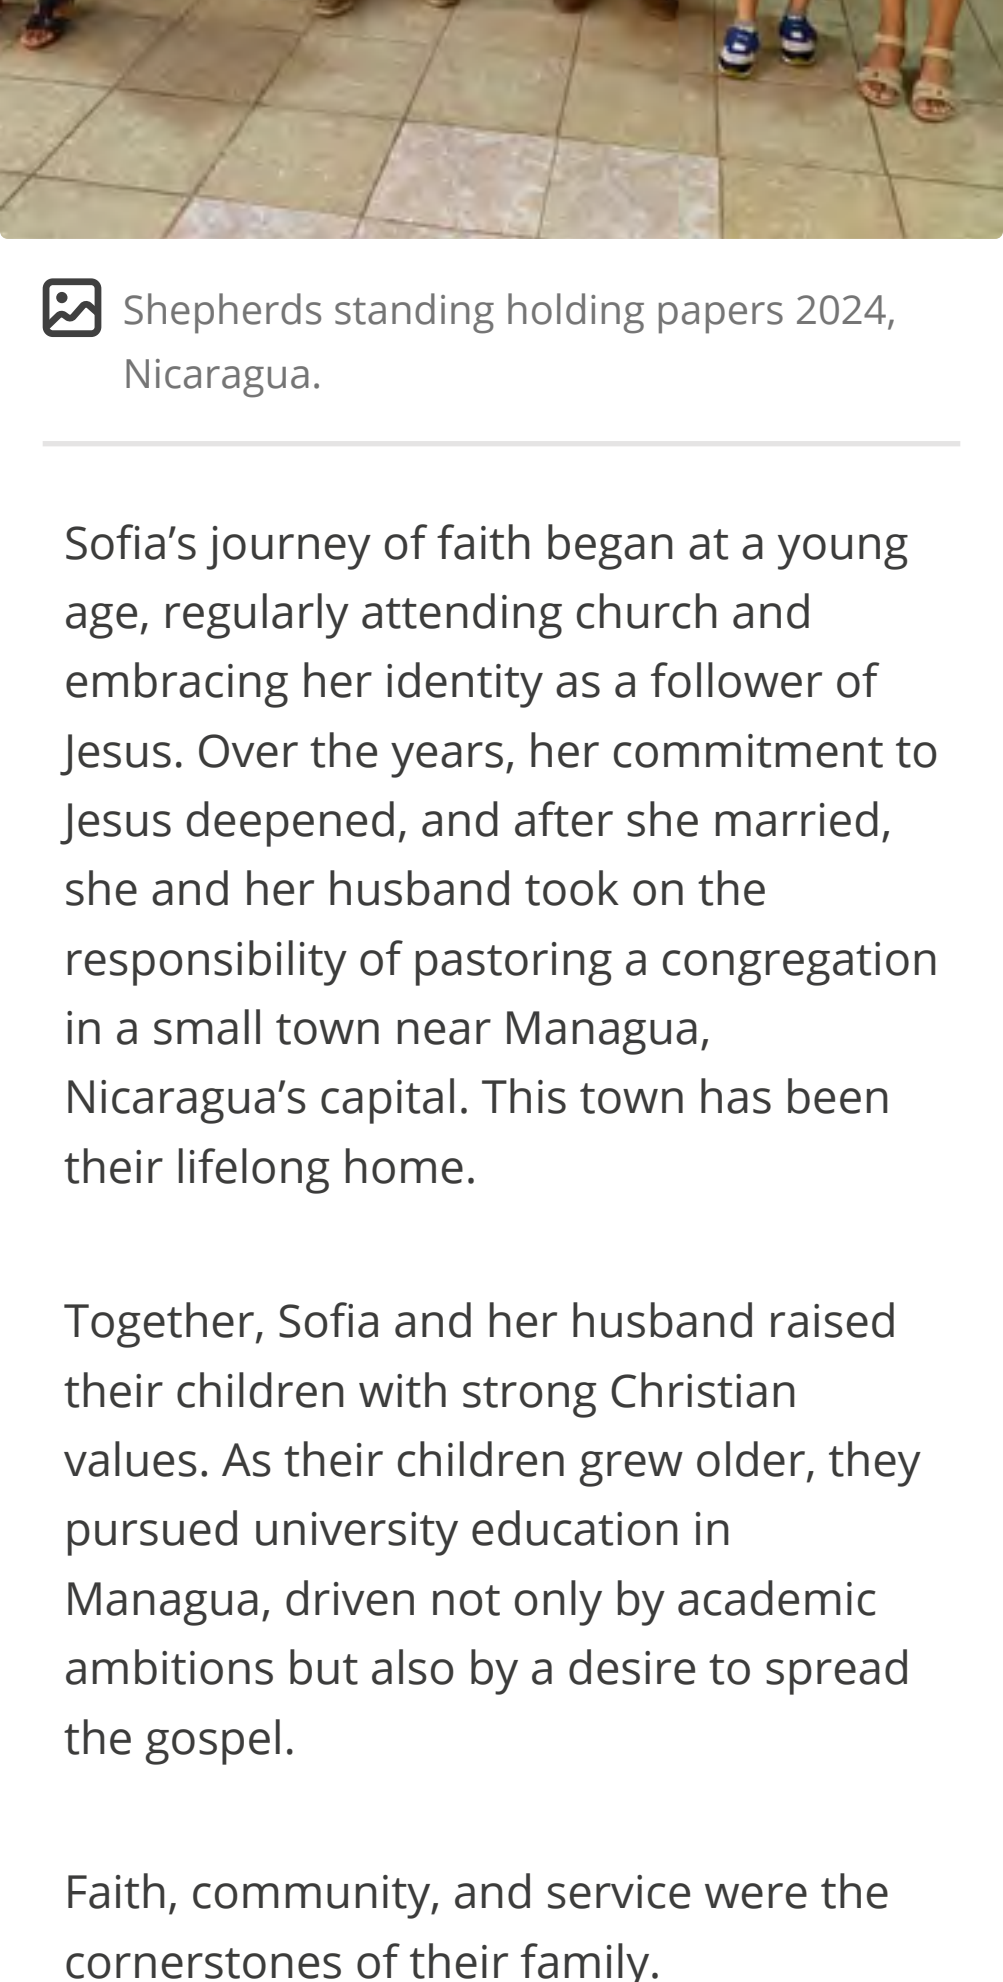 Shepherds standing holding papers 2024,
Nicaragua.
Sofia’s journey of faith began at a young
age, regularly attending church and
embracing her identity as a follower of
Jesus. Over the years, her commitment to
Jesus deepened, and after she married,
she and her husband took on the
responsibility of pastoring a congregation
in a small town near Managua,
Nicaragua’s capital. This town has been
their lifelong home.
Together, Sofia and her husband raised
their children with strong Christian
values. As their children grew older, they
pursued university education in
Managua, driven not only by academic
ambitions but also by a desire to spread
the gospel.
Faith, community, and service were the
cornerstones of their family.